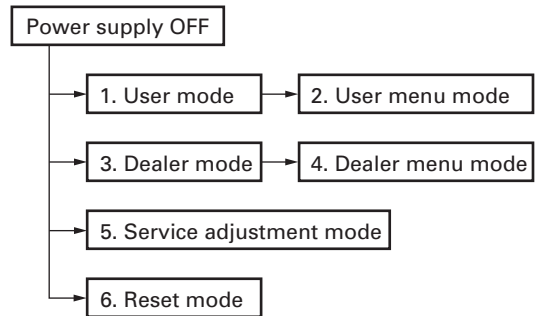 Power supply OFF
1. User mode
2. User menu mode
3. Dealer mode
4. Dealer menu mode
5. Service adjustment mode
6. Reset mode